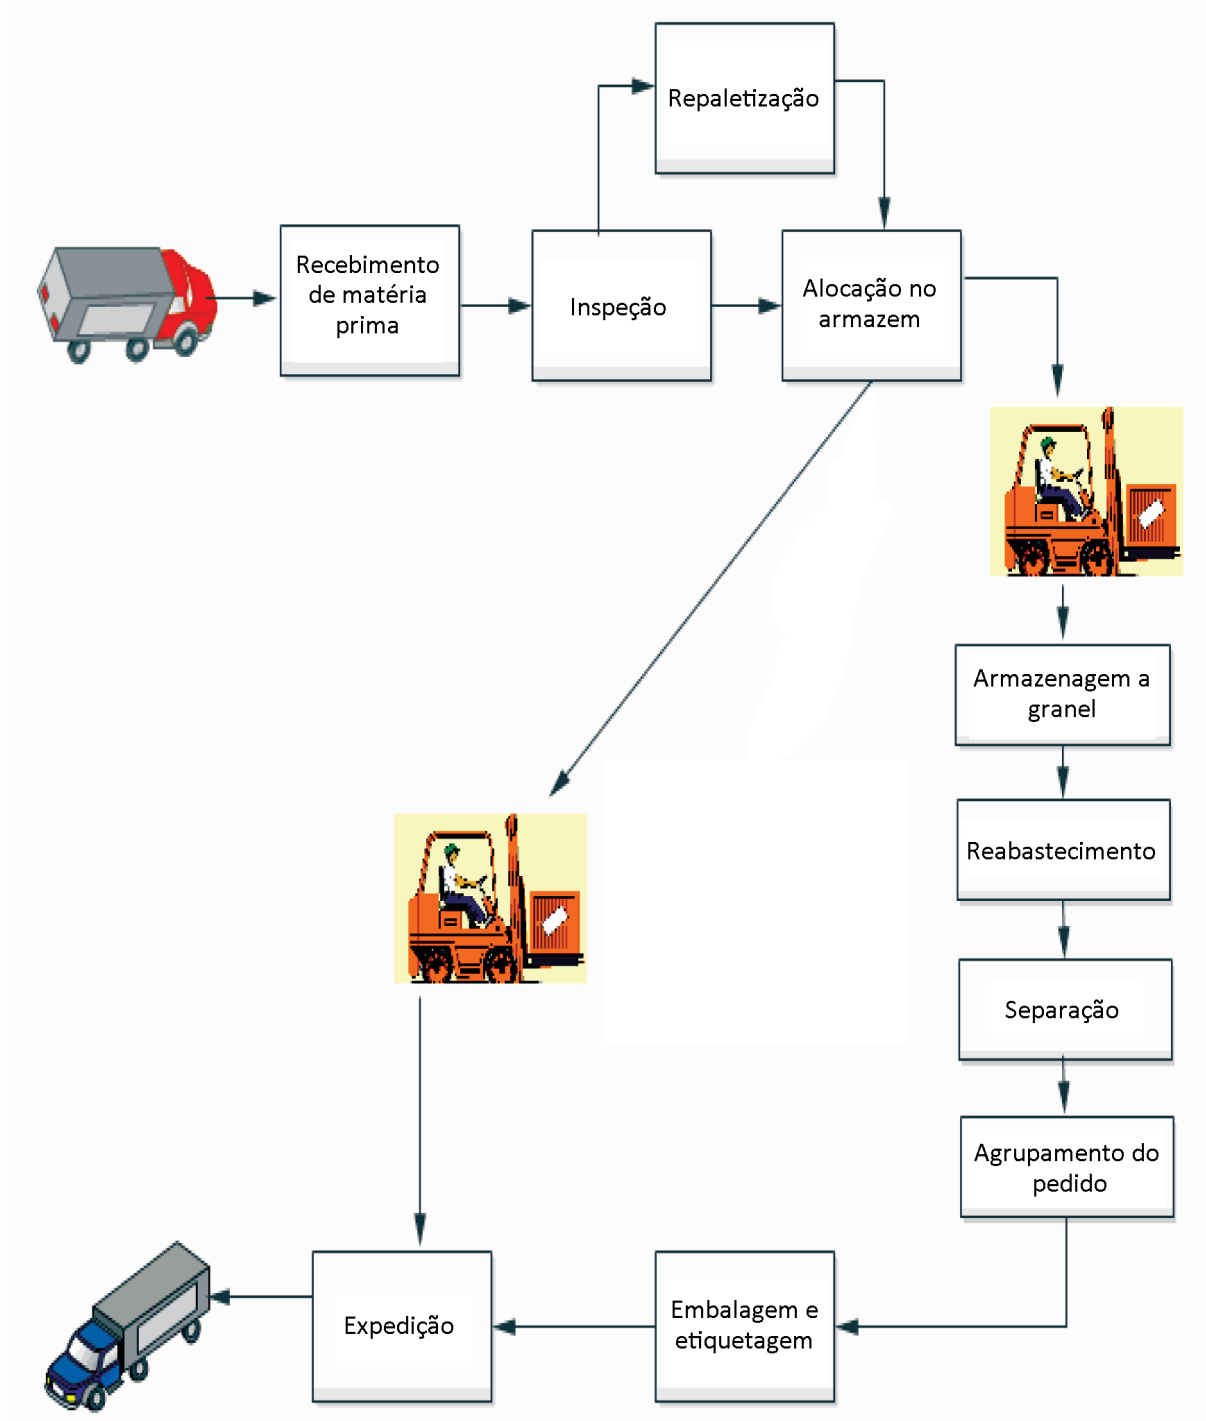 Repaletização
Recebimento
de matéria
prima
Inspeção
Alocação no
armazem
Armazenagem a
granel
Reabastecimento
Separação
Agrupamento do
pedido
Embalagem e
etiquetagem
Expedição